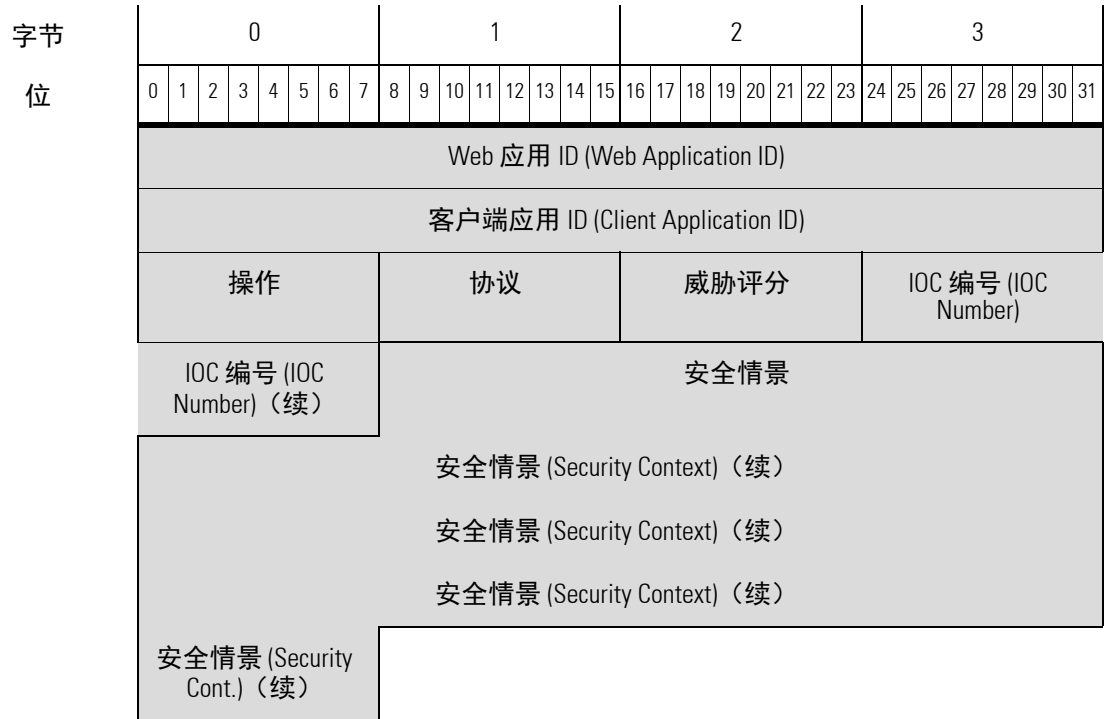 字节 0 1 2 3
位 0 1 2 3 4 5 6 7 8 9 10 11 12 13 14 15 16 17 18 19 20 21 22 23 24 25 26 27 28 29 30 31
Web 应用 ID (Web Application ID)
客户端应用 ID (Client Application ID)
操作 协议 威胁评分 IOC 编号 (IOC
Number)
IOC 编号 (IOC 安全情景
Number)（续）
安全情景 (Security Context)（续）
安全情景 (Security Context)（续）
安全情景 (Security Context)（续）
安全情景 (Security
Cont.)（续）